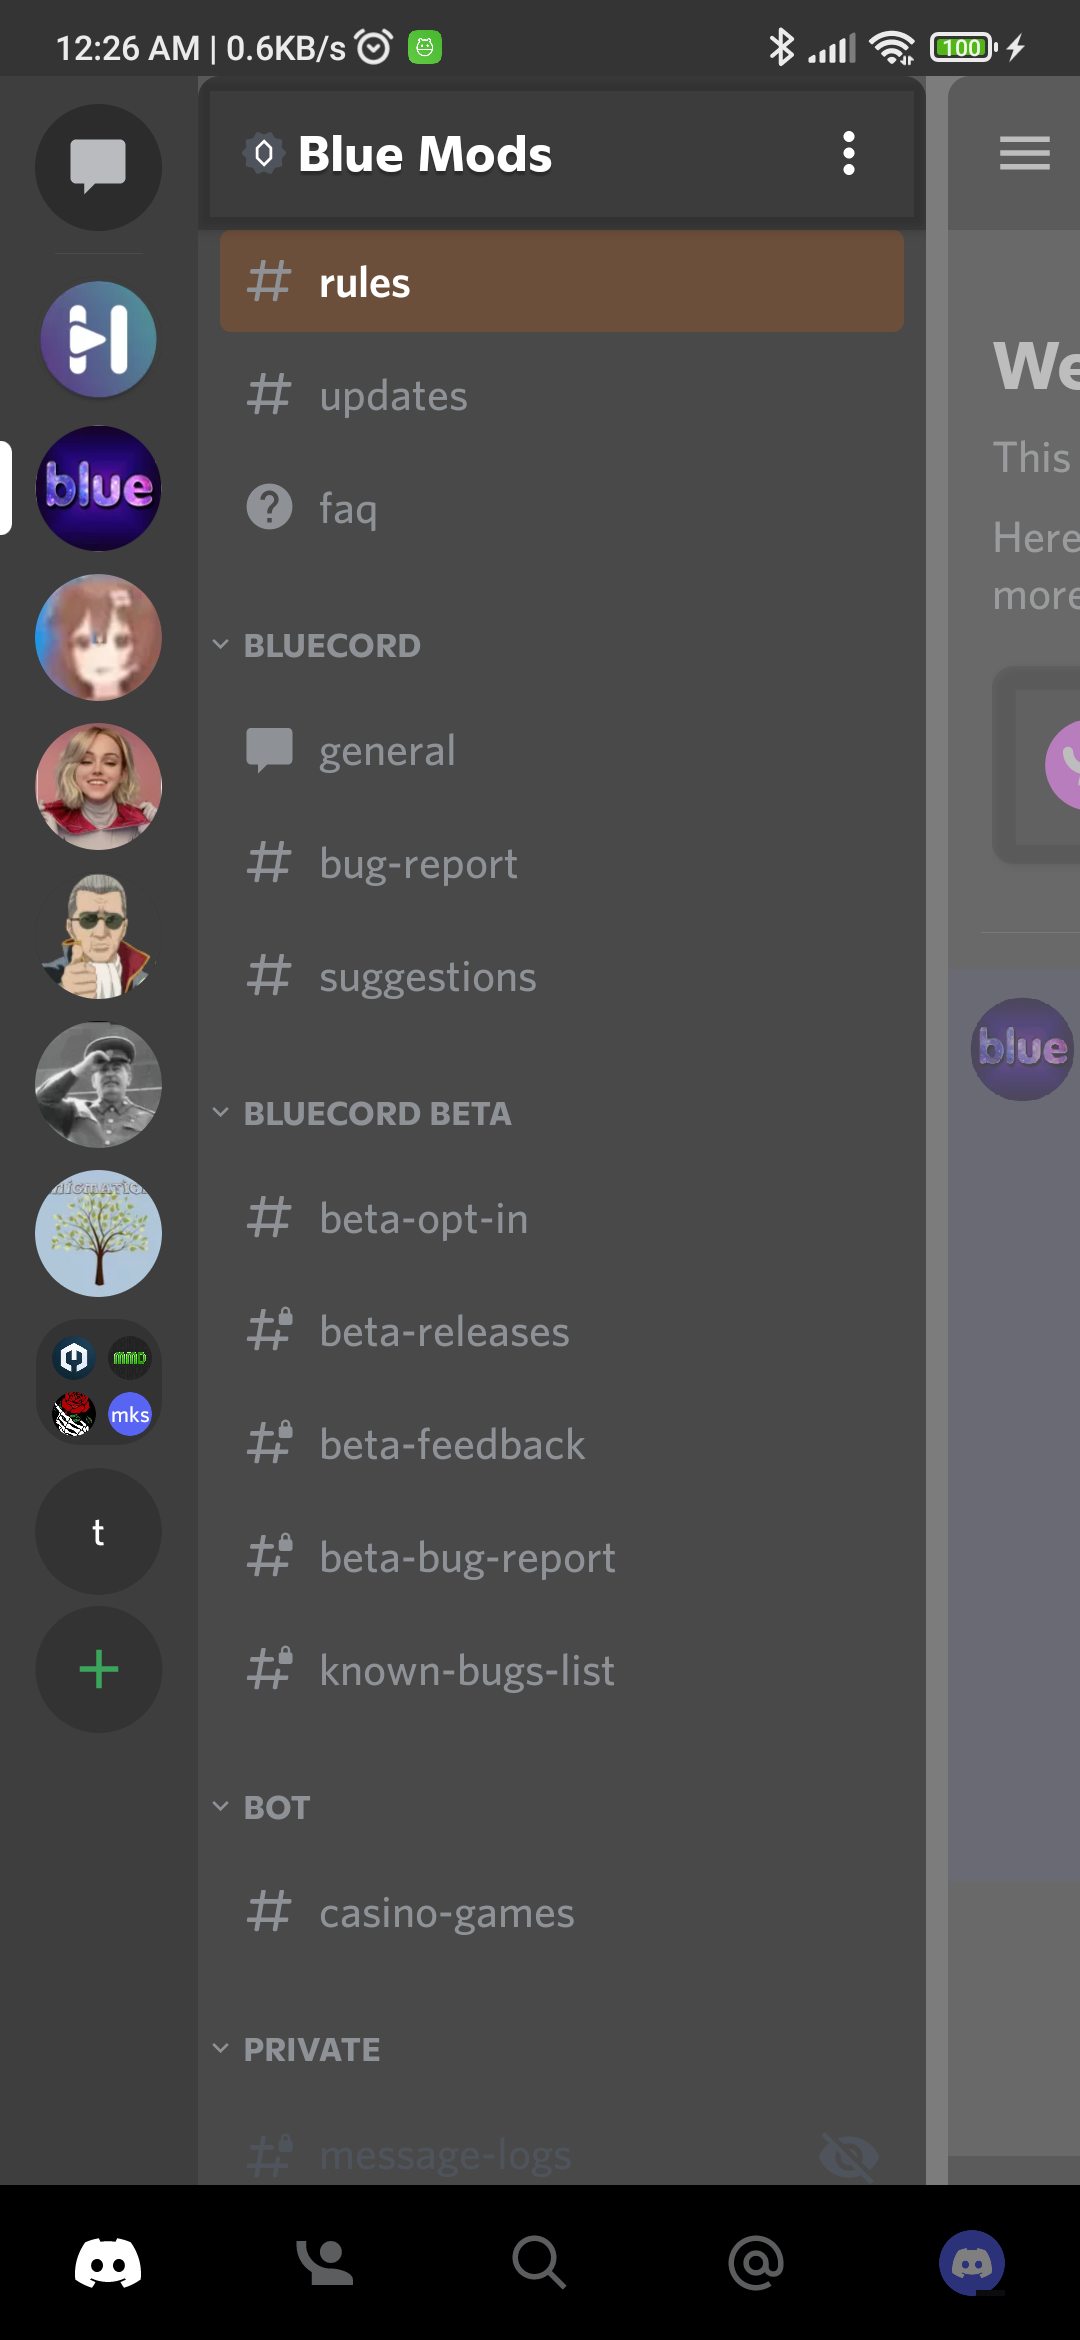 12:26 AM | 0.6KB/s
100
Blue Mods
rules
updates
faq
BLUECORD
general
bug-report
suggestions
BLUECORD BETA
beta-opt-in
beta-releases
beta-feedback
beta-bug-report
known-bugs-list
BOT
casino-games
PRIVATE
message-logs
blue
mmd
mks
t
We
This
Here
more
blue